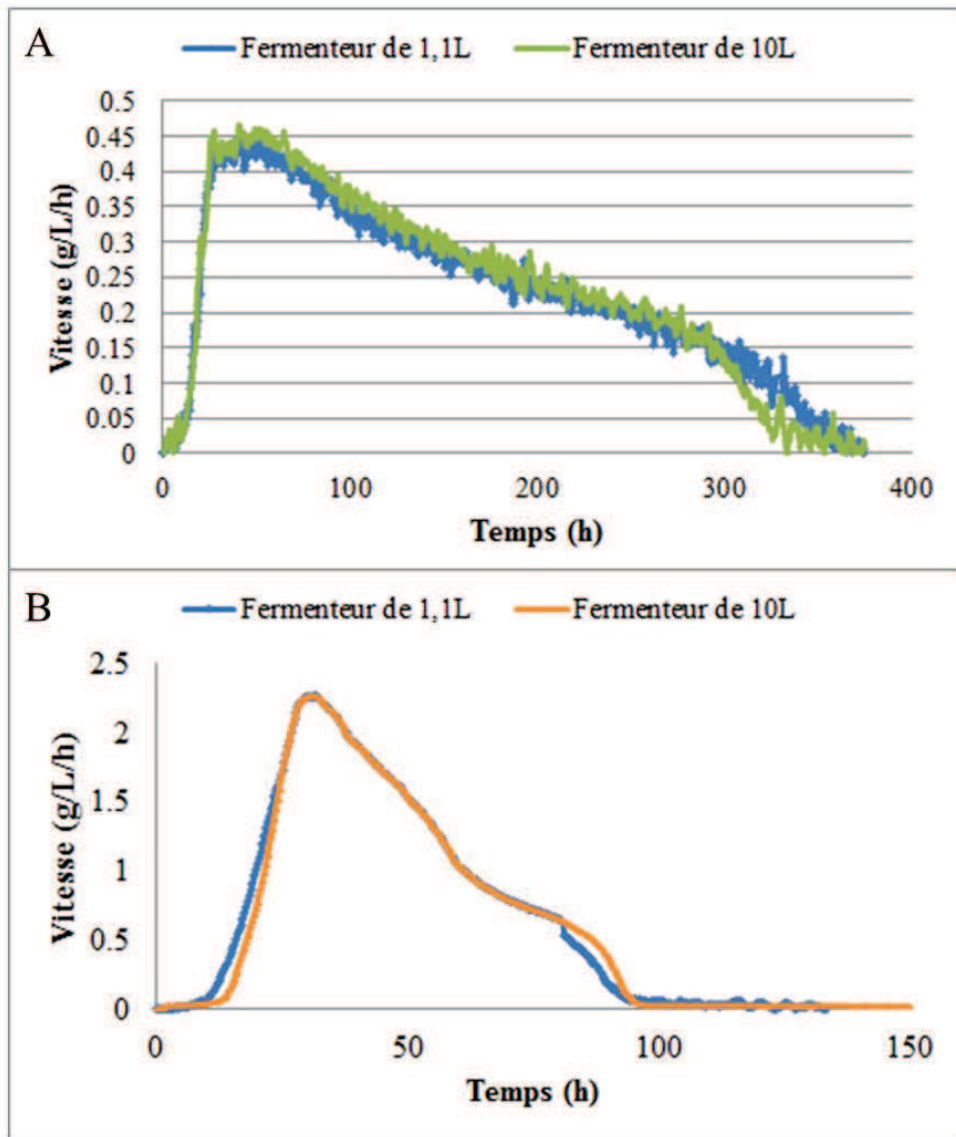 A
Fermenteur de 1,1L Fermenteur de 10L
0.5
0.45
0.4
0.35
0.3
0.25
0.2
0.15
0.1
0.05
0
Vitesse (g/L/h)
0 100 200 300 400
Temps (h)
B
Fermenteur de 1,1L Fermenteur de 10L
2.5
2
1.5
1
0.5
0
Vitesse (g/L/h)
0 50 100 150
Temps (h)